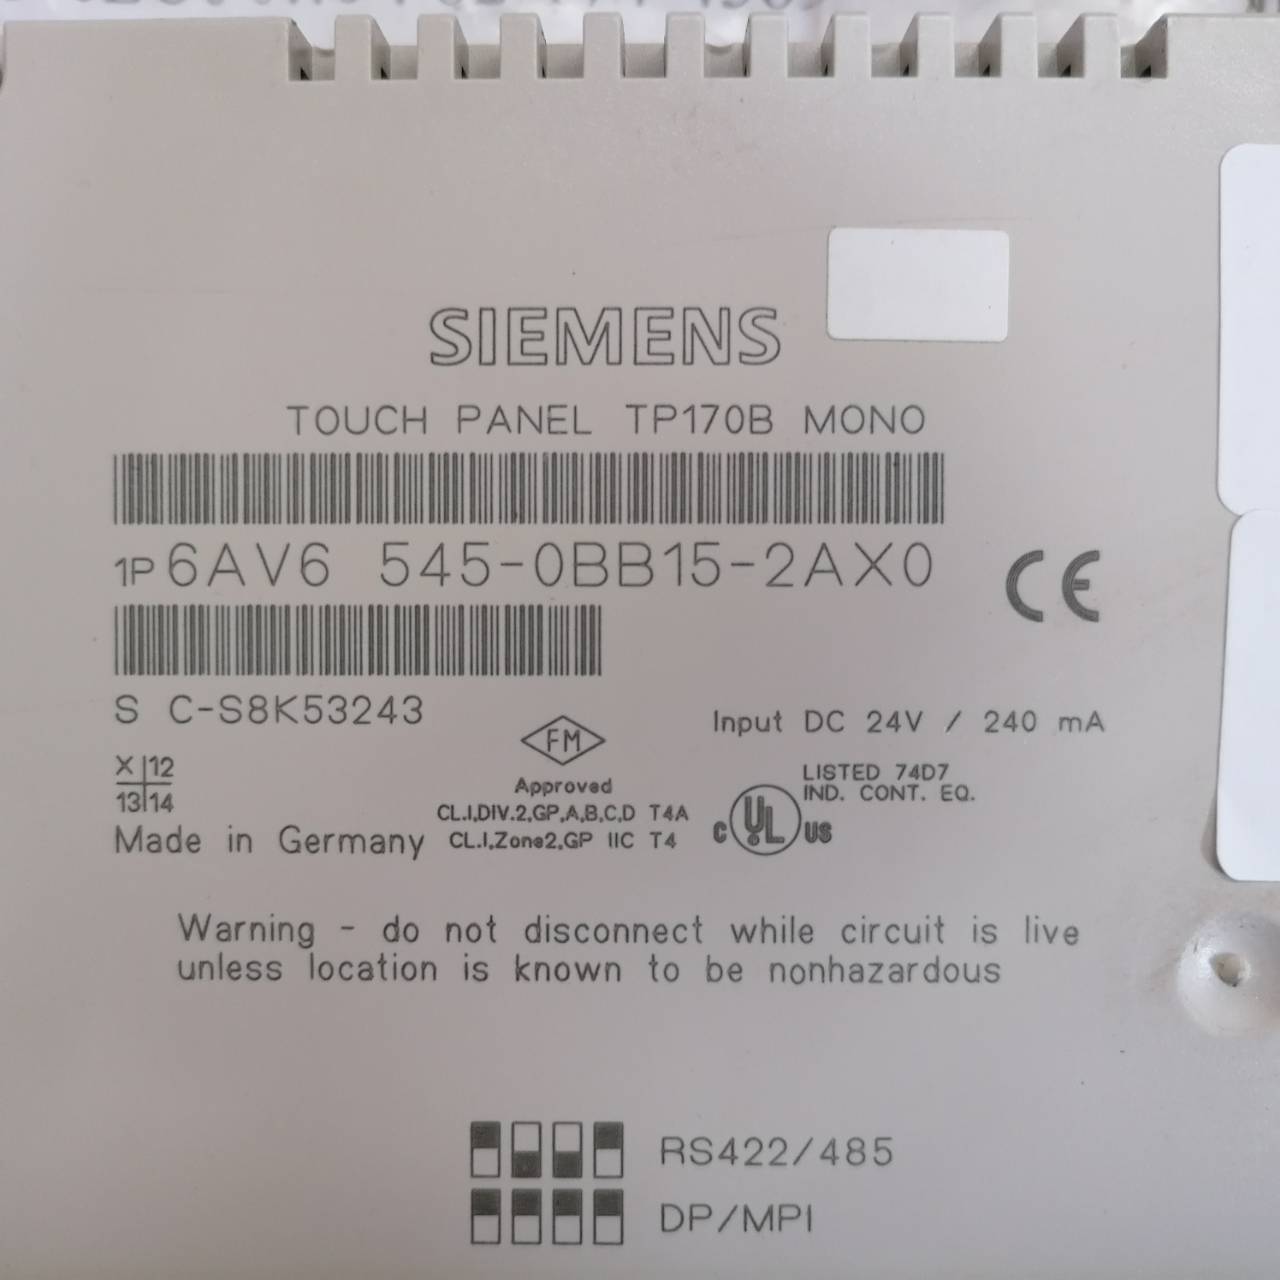 SIEMENS
TOUCH PANEL TP170B MONO
1P 6AV6 545-0BB15-2AX0
CE
S C-S8K53243
Input DC 24V / 240 mA
FM
Approved
CL.I,DIV.2,GP,A,B,C,D T4A
CL.I,Zone2,GP IIC T4
X 12
13 14
Made in Germany
LISTED 74D7
IND. CONT. EQ.
C UL US
Warning - do not disconnect while circuit is live
unless location is known to be nonhazardous
RS422/485
DP/MPI